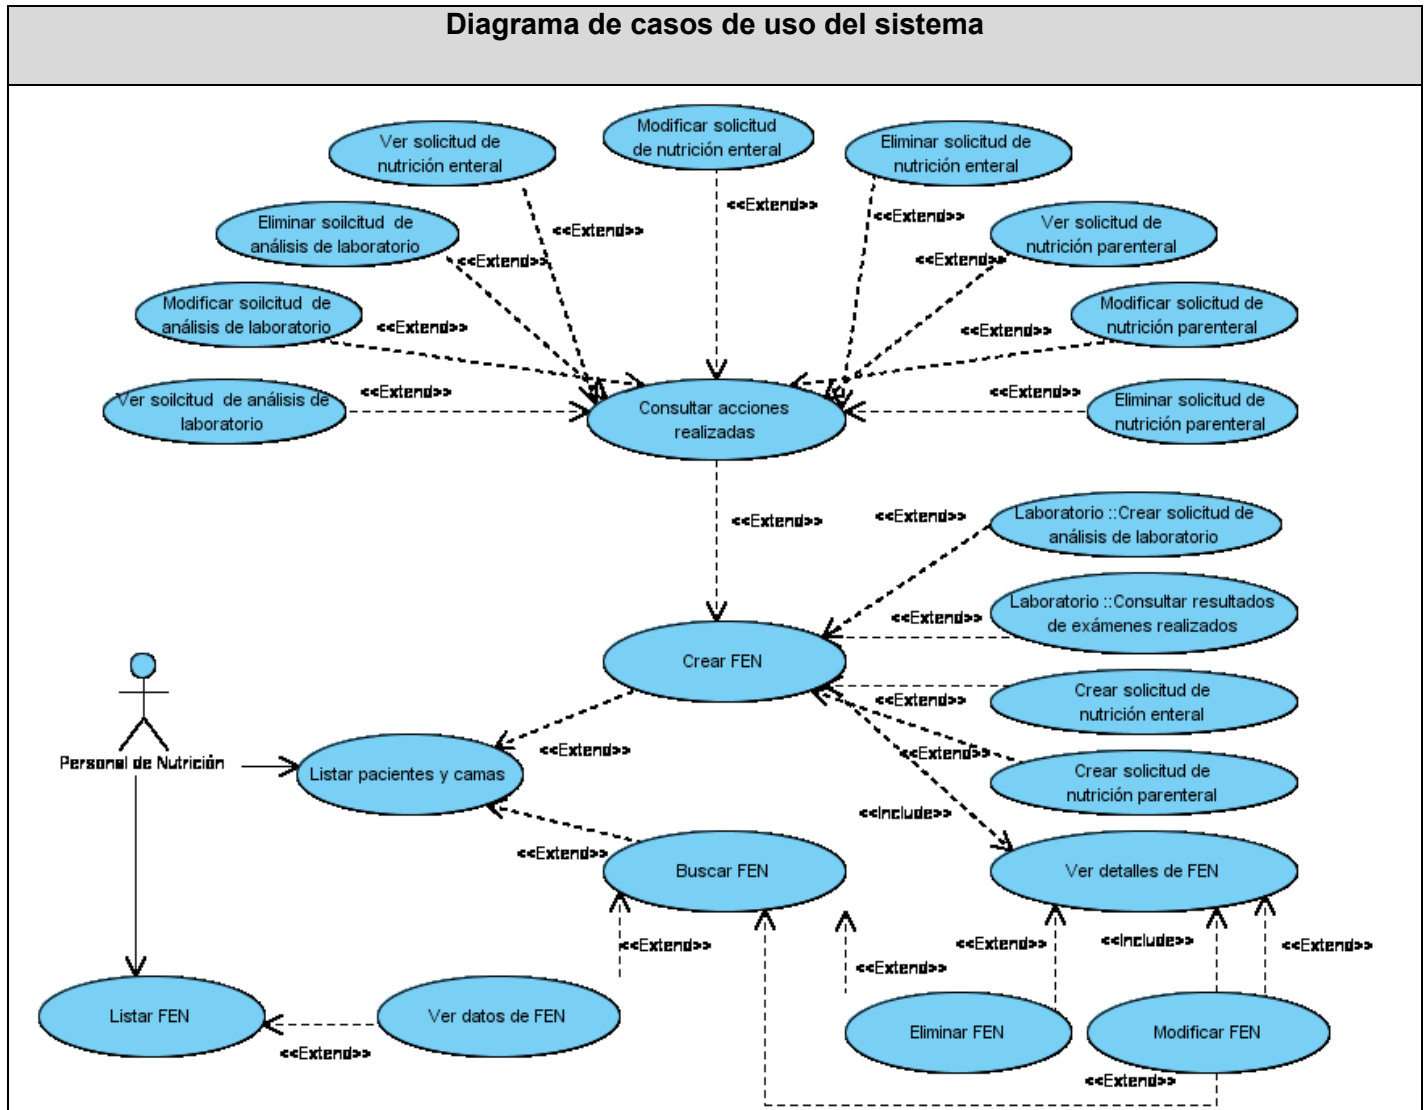 Diagrama de casos de uso del sistema
Ver solicitud de
nutrición enteral
Modificar solicitud
de nutrición enteral
Eliminar solicitud de
nutrición enteral
<<Extend>>
<<Extend>>
<<Extend>>
Eliminar soilcitud de
análisis de laboratorio
Ver solicitud de
nutrición parenteral
<<Extend>>
<<Extend>>
Modificar soilcitud de
análisis de laboratorio
<<Extend>>
<<Extend>>
Modificar solicitud de
nutrición parenteral
Ver soilcitud de análisis de
laboratorio
<<Extend>>
Consultar acciones
realizadas
<<Extend>>
Eliminar solicitud de
nutrición parenteral
<<Extend>>
<<Extend>>
Laboratorio ::Crear solicitud de
análisis de laboratorio
<<Extend>>
Laboratorio ::Consultar resultados
de exámenes realizados
Crear FEN
<<Extend>>
Crear solicitud de
nutrición enteral
<<Extend>>
<<Extend>>
Crear solicitud de
nutrición parenteral
Personal de Nutrición
Listar pacientes y camas
<<Include>>
<<Extend>>
Buscar FEN
Ver detalles de FEN
<<Extend>>
<<Extend>>
<<Extend>>
<<Include>>
<<Extend>>
Listar FEN
Ver datos de FEN
Eliminar FEN
Modificar FEN
<<Extend>>
<<Extend>>